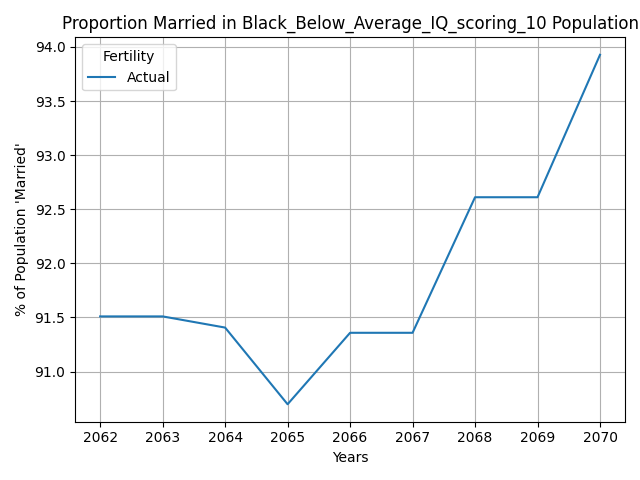 Proportion Married in Black_Below_Average_IQ_scoring_10 Population
Fertility
Actual
% of Population 'Married'
94.0
93.5
93.0
92.5
92.0
91.5
91.0
2062 2063 2064 2065 2066 2067 2068 2069 2070
Years